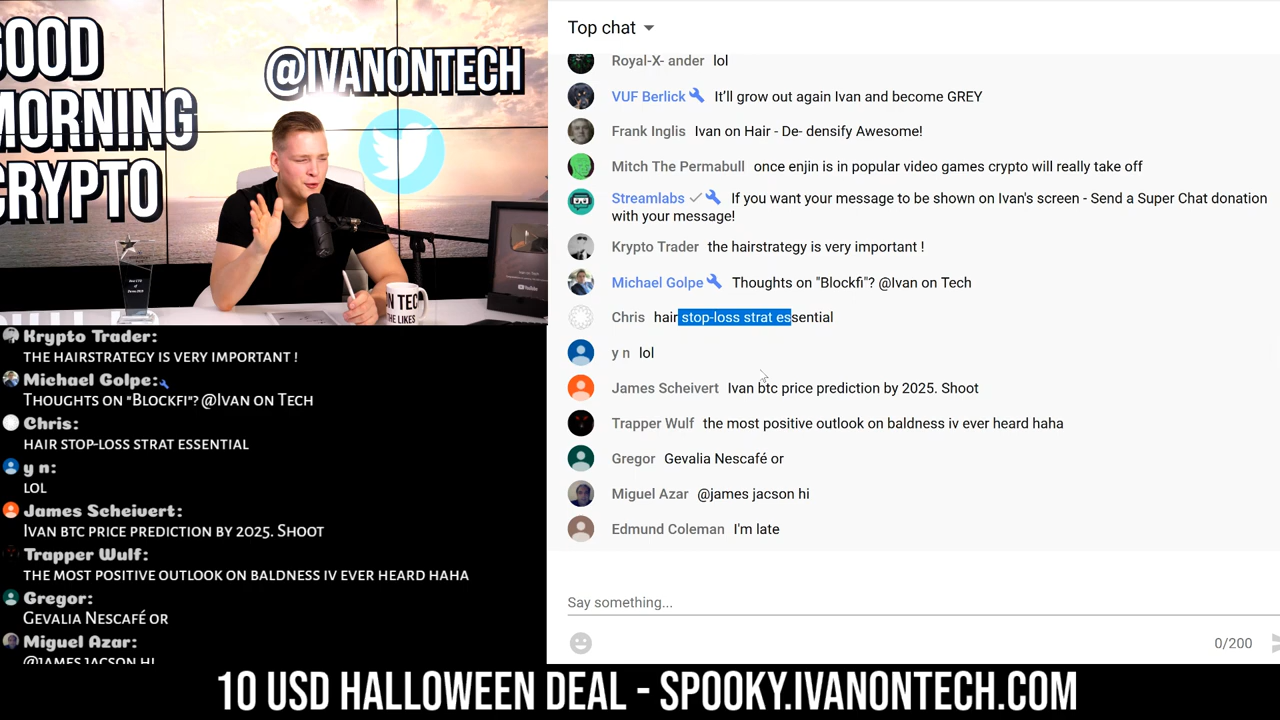 GOOD
MORNING
CRYPTO
@IVANONTECH
YouTube
IN TEC
THE LIKES
Krypto Trader:
THE HAIRSTRATEGY IS VERY IMPORTANT !
Michael Golpe:
THOUGHTS ON "BLOCKFI"? @IVAN ON TECH
Chris:
HAIR STOP-LOSS STRAT ESSENTIAL
y n:
LOL
James Scheivert:
IVAN BTC PRICE PREDICTION BY 2025. SHOOT
Trapper Wulf:
THE MOST POSITIVE OUTLOOK ON BALDNESS IV EVER HEARD HAHA
Gregor:
GEVALIA NESCAFÉ OR
Miguel Azar:
@JAMES JACSON HI
Top chat
Royal-X- ander lol
VUF Berlick It'll grow out again Ivan and become GREY
Frank Inglis Ivan on Hair - De- densify Awesome!
Mitch The Permabull once enjin is in popular video games crypto will really take off
Streamlabs If you want your message to be shown on Ivan's screen - Send a Super Chat donation
with your message!
Krypto Trader the hairstrategy is very important !
Michael Golpe Thoughts on "Blockfi"? @Ivan on Tech
Chris hair stop-loss strat essential
y n lol
James Scheivert Ivan btc price prediction by 2025. Shoot
Trapper Wulf the most positive outlook on baldness iv ever heard haha
Gregor Gevalia Nescafé or
Miguel Azar @james jacson hi
Edmund Coleman I'm late
Say something...
0/200
10 USD HALLOWEEN DEAL - SPOOKY.IVANONTECH.COM